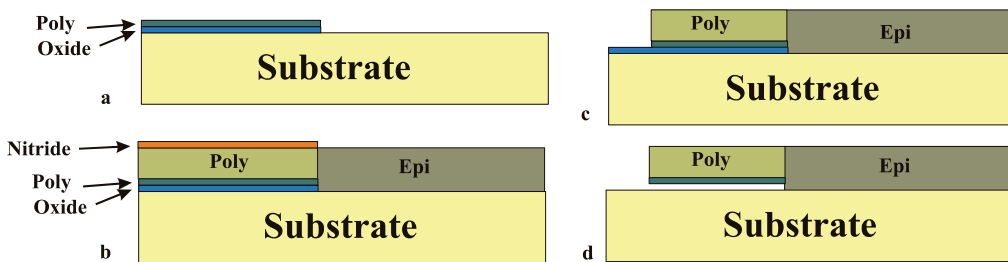 Poly
Oxide
Substrate
a
Nitride
Poly
Epi
Poly
Oxide
Substrate
b
Poly
Epi
Substrate
c
Poly
Epi
Substrate
d